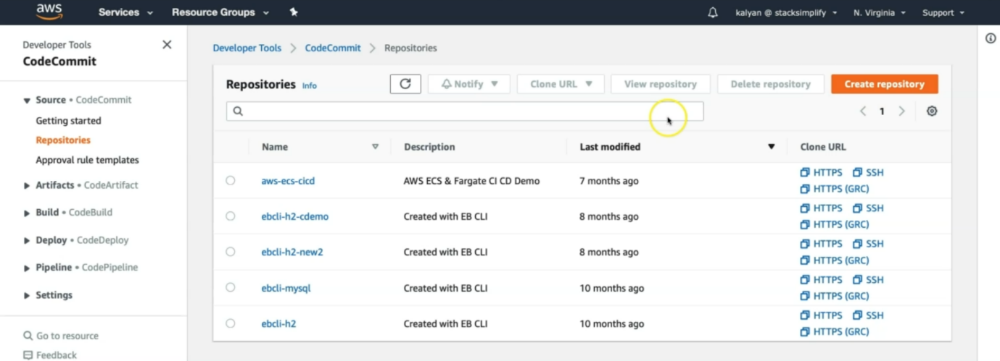 aws
Services
Resource Groups
kalyan @ stacksimplify
N. Virginia
Support
Developer Tools
CodeCommit
Source • CodeCommit
Getting started
Repositories
Approval rule templates
Artifacts • CodeArtifact
Build • CodeBuild
Deploy • CodeDeploy
Pipeline • CodePipeline
Settings
Go to resource
Feedback
Developer Tools > CodeCommit > Repositories
Repositories Info
Notify
Clone URL
View repository
Delete repository
Create repository
1
Name Description Last modified Clone URL
aws-ecs-cicd AWS ECS & Fargate CI CD Demo 7 months ago HTTPS SSH
HTTPS (GRC)
ebcli-h2-cdemo Created with EB CLI 8 months ago HTTPS SSH
HTTPS (GRC)
ebcli-h2-new2 Created with EB CLI 8 months ago HTTPS SSH
HTTPS (GRC)
ebcli-mysql Created with EB CLI 10 months ago HTTPS SSH
HTTPS (GRC)
ebcli-h2 Created with EB CLI 10 months ago HTTPS SSH
HTTPS (GRC)